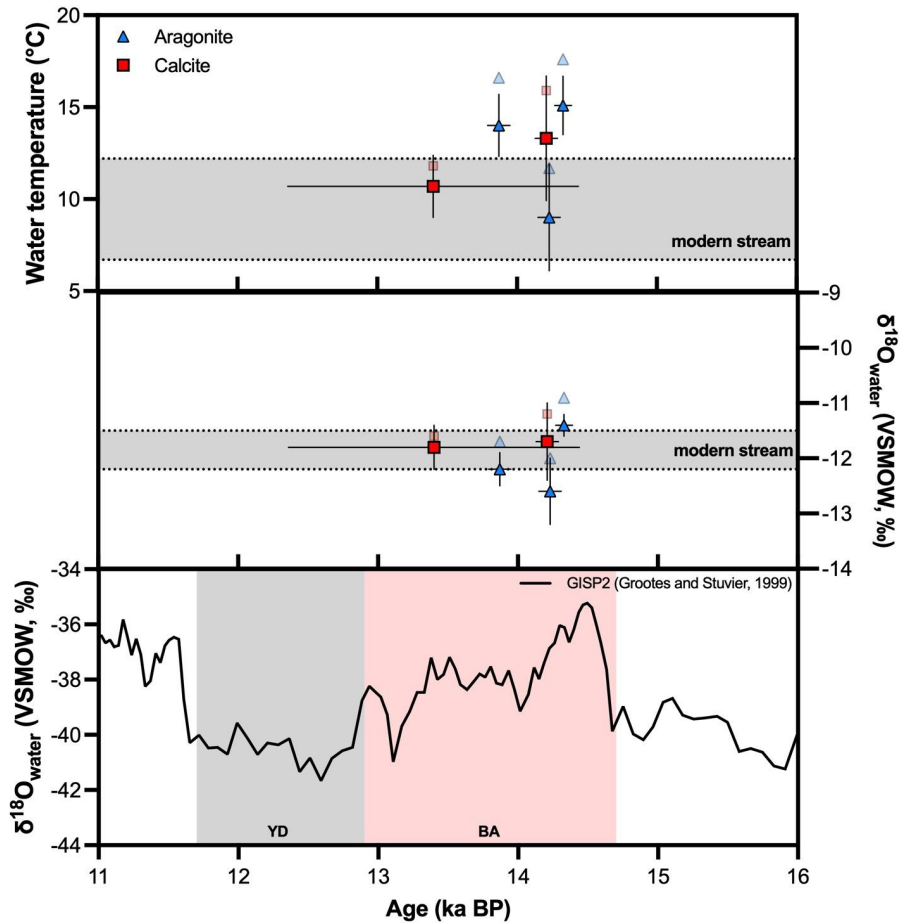 20
15
10
5
Water temperature (°C)
Aragonite
Calcite
modern stream
-9
-10
-11
-12
-13
-14
δ¹⁸O_water (VSMOW, ‰)
modern stream
-34
-36
-38
-40
-42
-44
δ¹⁸O_water (VSMOW, ‰)
GISP2 (Grootes and Stuvier, 1999)
YD
BA
11
12
13
14
15
16
Age (ka BP)